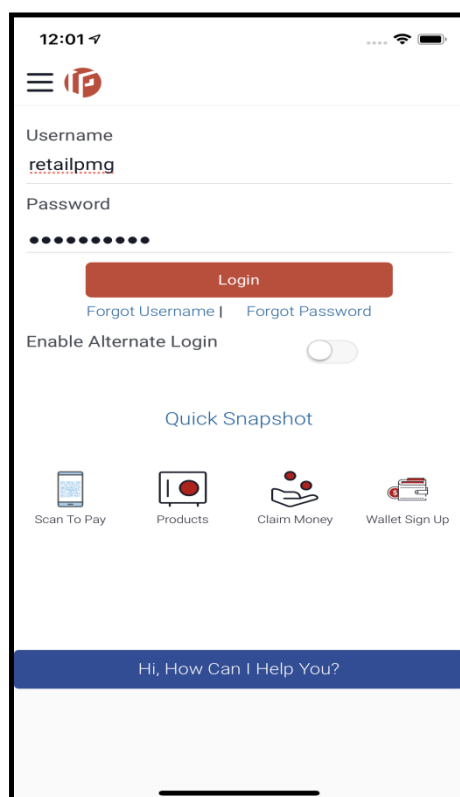 12:01
Username
retailpmg
Password
●●●●●●●●●●
Login
Forgot Username | Forgot Password
Enable Alternate Login
Quick Snapshot
Scan To Pay Products Claim Money Wallet Sign Up
Hi, How Can I Help You?